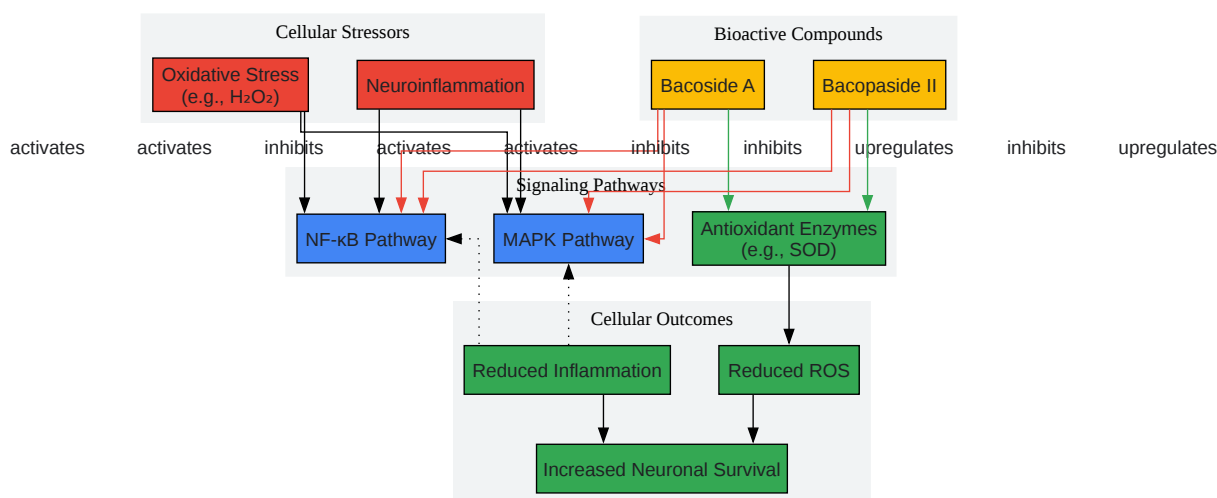 Cellular Stressors
Bioactive Compounds
Oxidative Stress
(e.g., H₂O₂)
Neuroinflammation
Bacoside A
Bacopaside II
activates
activates
inhibits
activates
activates
inhibits
inhibits
upregulates
inhibits
upregulates
Signaling Pathways
NF-κB Pathway
MAPK Pathway
Antioxidant Enzymes
(e.g., SOD)
Cellular Outcomes
Reduced Inflammation
Reduced ROS
Increased Neuronal Survival